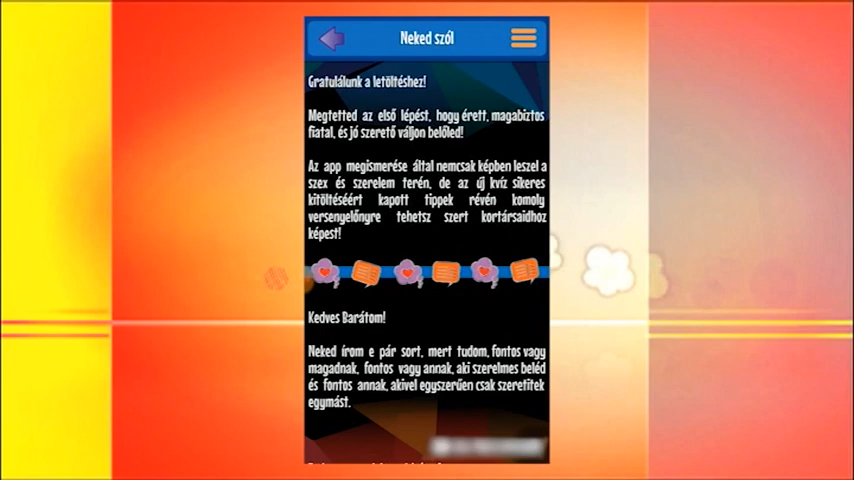 Neked szól
Gratulálunk a letöltéshez!
Megtetted az első lépést, hogy érett, magabiztos
fiatal, és jó szerető váljon belőled!
Az app megismerése által nemcsak képben leszel a
szex és szerelem terén, de az új kvíz sikeres
kitöltéséért kapott tippek révén komoly
versenyelőnyre tehetsz szert kortársaidhoz
képest!
Kedves Barátom!
Neked írom e pár sort, mert tudom, fontos vagy
magadnak, fontos vagy annak, aki szerelmes beléd
és fontos annak, akivel egyszerűen csak szeretitek
egymást.